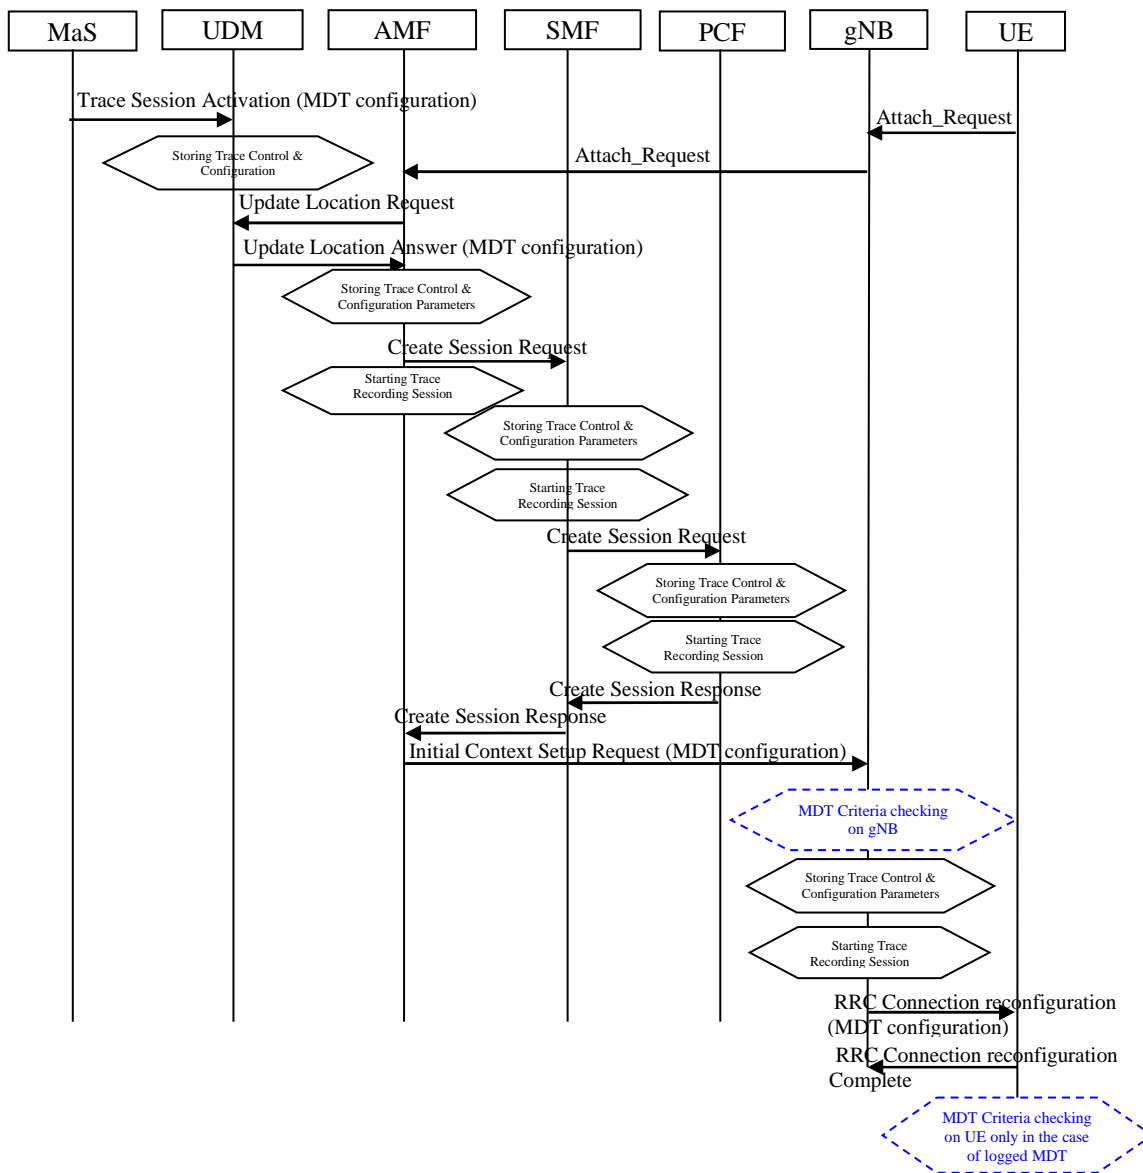 MaS
UDM
AMF
SMF
PCF
gNB
UE
Trace Session Activation (MDT configuration)
Attach_Request
Storing Trace Control &
Configuration
Attach_Request
Update Location Request
Update Location Answer (MDT configuration)
Storing Trace Control &
Configuration Parameters
Create Session Request
Starting Trace
Recording Session
Storing Trace Control &
Configuration Parameters
Starting Trace
Recording Session
Create Session Request
Storing Trace Control &
Configuration Parameters
Starting Trace
Recording Session
Create Session Response
Create Session Response
Initial Context Setup Request (MDT configuration)
MDT Criteria checking
on gNB
Storing Trace Control &
Configuration Parameters
Starting Trace
Recording Session
RRC Connection reconfiguration
(MDT configuration)
RRC Connection reconfiguration
Complete
MDT Criteria checking
on UE only in the case
of logged MDT